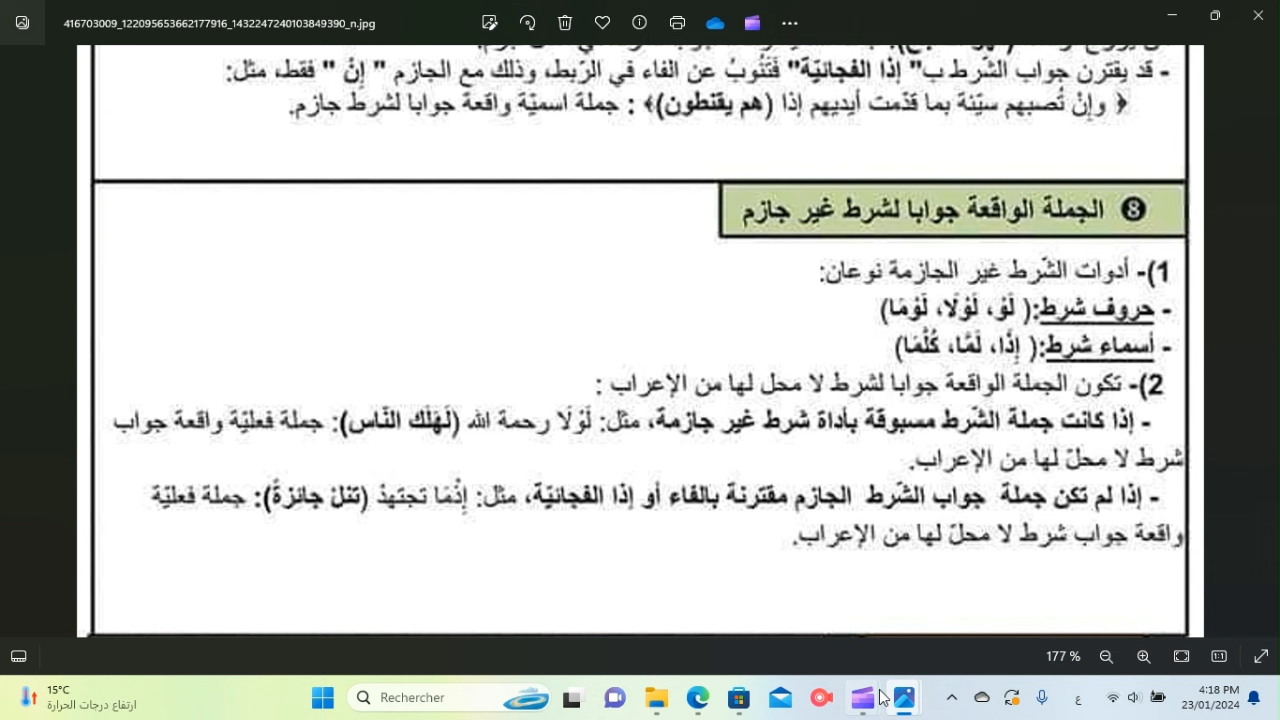 416703009_122095653662177916_1432247240103849390_n.jpg
- قد يقترن جواب الشّرط ب" إذا الفجائيّة" فَتَنُوبُ عن الفاء في الرّبط، وذلك مع الجازم " إنْ " فقط، مثل:
﴿ وإنْ تُصبهم سيّئة بما قدّمت أيديهم إذا (هم يقنطون)﴾ : جملة اسميّة واقعة جوابا لشرط جازم.
❽ الجملة الواقعة جوابا لشرط غير جازم
1)- أدوات الشّرط غير الجازمة نوعان:
- حروف شرط:( لَوْ، لَوْلَا، لَوْمَا)
- أسماء شرط:( إِذَا، لَمَّا، كُلَّمَا)
2)- تكون الجملة الواقعة جوابا لشرط لا محل لها من الإعراب :
- إذا كانت جملة الشّرط مسبوقة بأداة شرط غير جازمة، مثل: لَوْلَا رحمة الله (لَهَلَك النّاس): جملة فعليّة واقعة جواب
شرط لا محلّ لها من الإعراب.
- إذا لم تكن جملة جواب الشّرط الجازم مقترنة بالفاء أو إذا الفجائيّة، مثل: إِذْمَا تجتهدْ (تنلْ جائزةً): جملة فعليّة
واقعة جواب شرط لا محلّ لها من الإعراب.
177 %
15°C
ارتفاع درجات الحرارة
Rechercher
ع
4:18 PM
23/01/2024